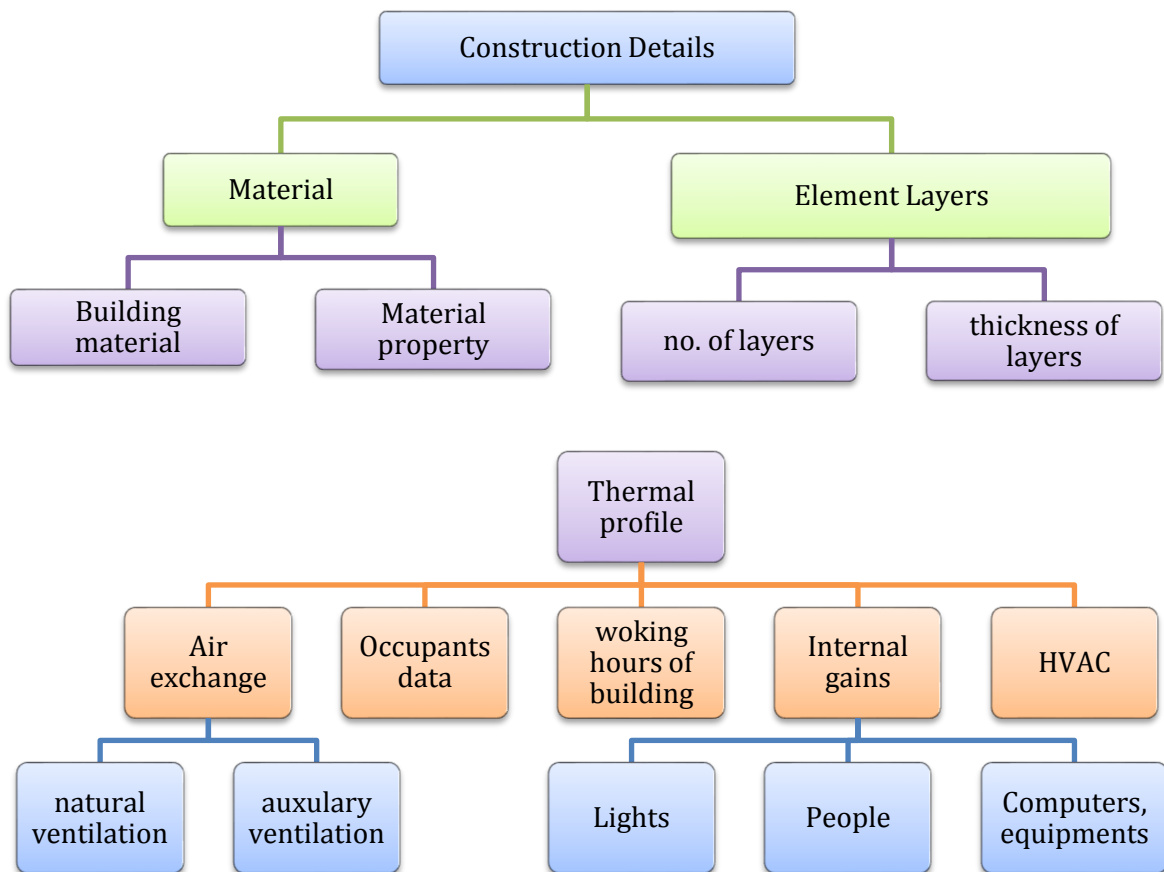 Construction Details
Material
Element Layers
Building
material
Material
property
no. of layers
thickness of
layers
Thermal
profile
Air
exchange
Occupants
data
woking
hours of
building
Internal
gains
HVAC
natural
ventilation
auxulary
ventilation
Lights
People
Computers,
equipments